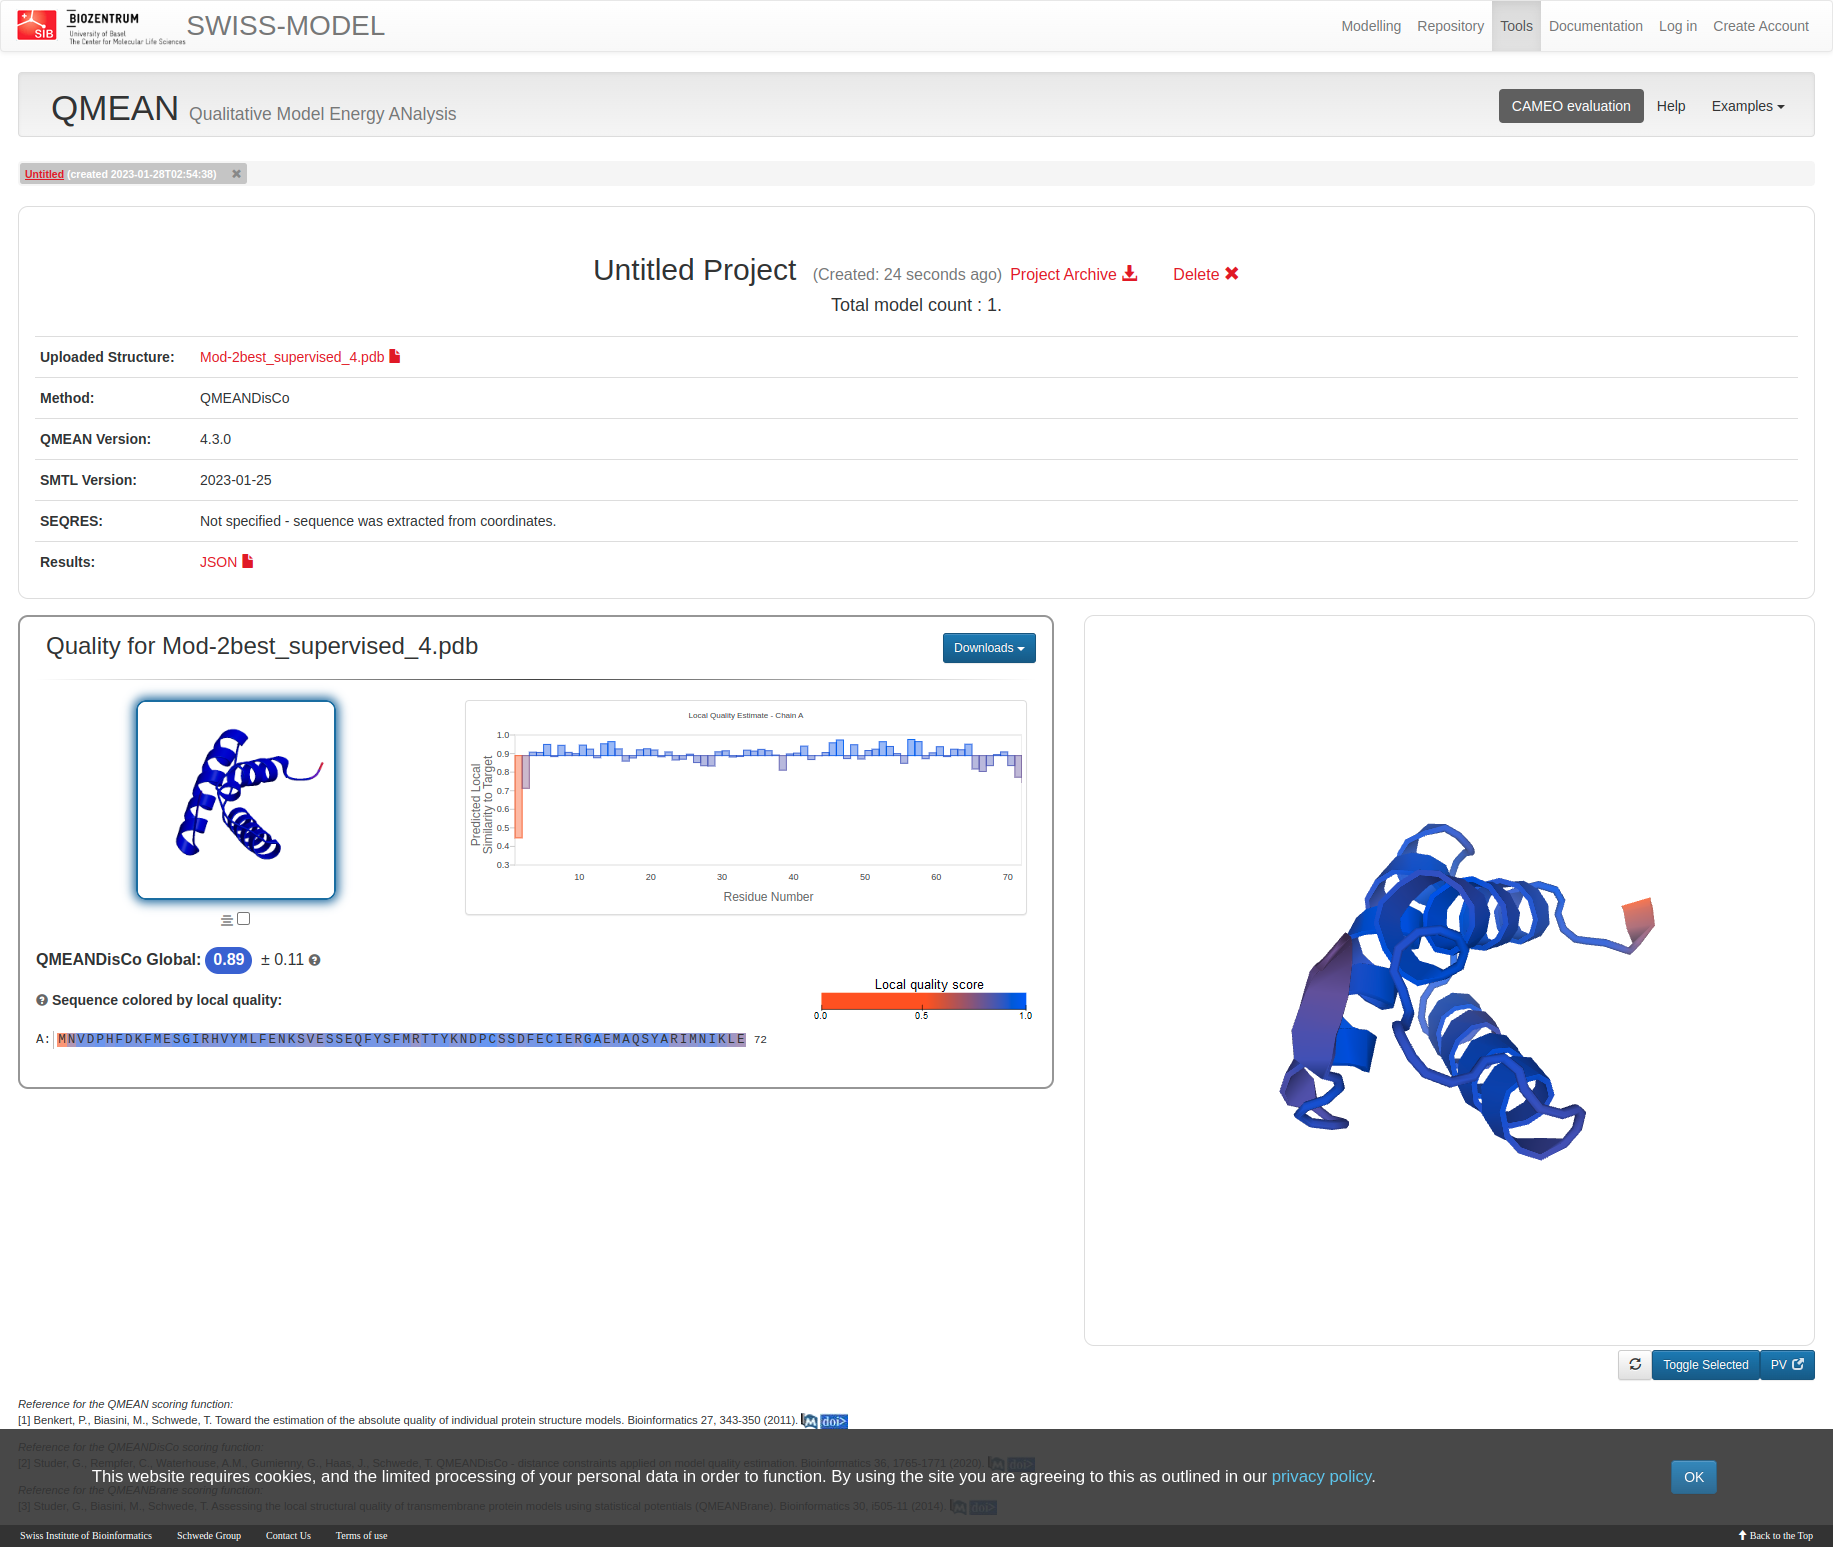 SIB
BIOZENTRUM
University of Basel
The Center for Molecular Life Sciences
SWISS-MODEL
Modelling Repository Tools Documentation Log in Create Account
QMEAN Qualitative Model Energy ANalysis
CAMEO evaluation Help Examples
Untitled (created 2023-01-28T02:54:38)
Untitled Project (Created: 24 seconds ago) Project Archive Delete
Total model count : 1.
Uploaded Structure: Mod-2best_supervised_4.pdb
Method: QMEANDisCo
QMEAN Version: 4.3.0
SMTL Version: 2023-01-25
SEQRES: Not specified - sequence was extracted from coordinates.
Results: JSON
Quality for Mod-2best_supervised_4.pdb
Downloads
Local Quality Estimate - Chain A
Predicted Local
Similarity to Target
1.0
0.9
0.8
0.7
0.6
0.5
0.4
0.3
10 20 30 40 50 60 70
Residue Number
QMEANDisCo Global: 0.89 ± 0.11
Sequence colored by local quality:
Local quality score
0.0 0.5 1.0
A: MNVDPHFDKFMESGIRHVYMLFENKSVESSEQFYSFMRTTYKNDPCSSDFECIERGAEMAQSYARIMNIKLE 72
Toggle Selected
PV
Reference for the QMEAN scoring function:
[1] Benkert, P., Biasini, M., Schwede, T. Toward the estimation of the absolute quality of individual protein structure models. Bioinformatics 27, 343-350 (2011). M doi>
Reference for the QMEANDisCo scoring function:
[2] Studer, G., Rempfer, C., Waterhouse, A.M., Gumienny, G., Haas, J., Schwede, T. QMEANDisCo - distance constraints applied on model quality estimation. Bioinformatics 36, 1765-1771 (2020). M doi>
This website requires cookies, and the limited processing of your personal data in order to function. By using the site you are agreeing to this as outlined in our privacy policy.
OK
Reference for the QMEANBrane scoring function:
[3] Studer, G., Biasini, M., Schwede, T. Assessing the local structural quality of transmembrane protein models using statistical potentials (QMEANBrane). Bioinformatics 30, i505-11 (2014). M doi>
Swiss Institute of Bioinformatics Schwede Group Contact Us Terms of use
Back to the Top